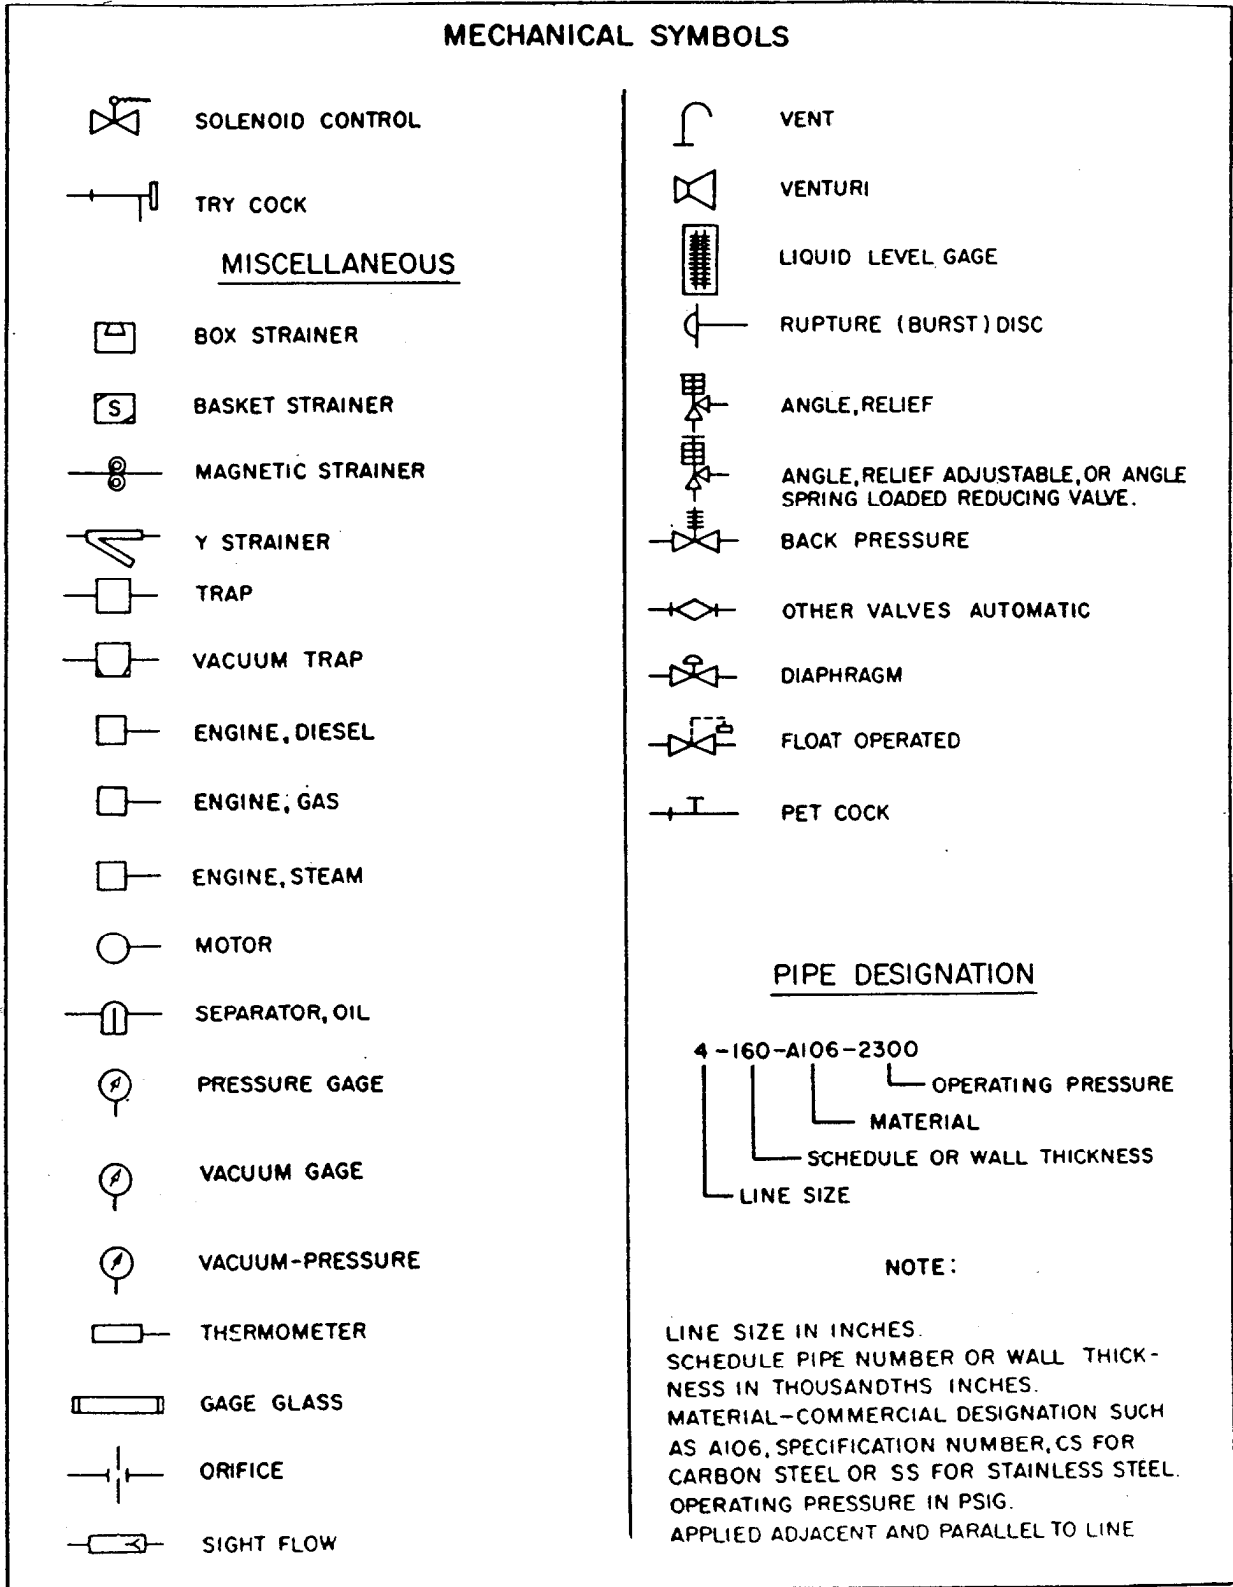 MECHANICAL SYMBOLS
SOLENOID CONTROL
TRY COCK
MISCELLANEOUS
BOX STRAINER
S
BASKET STRAINER
MAGNETIC STRAINER
Y STRAINER
TRAP
VACUUM TRAP
ENGINE, DIESEL
ENGINE, GAS
ENGINE, STEAM
MOTOR
SEPARATOR, OIL
PRESSURE GAGE
VACUUM GAGE
VACUUM-PRESSURE
THERMOMETER
GAGE GLASS
ORIFICE
SIGHT FLOW
VENT
VENTURI
LIQUID LEVEL GAGE
RUPTURE (BURST) DISC
ANGLE, RELIEF
ANGLE, RELIEF ADJUSTABLE, OR ANGLE
SPRING LOADED REDUCING VALVE.
BACK PRESSURE
OTHER VALVES AUTOMATIC
DIAPHRAGM
FLOAT OPERATED
PET COCK
PIPE DESIGNATION
4-160-A106-2300
OPERATING PRESSURE
MATERIAL
SCHEDULE OR WALL THICKNESS
LINE SIZE
NOTE:
LINE SIZE IN INCHES.
SCHEDULE PIPE NUMBER OR WALL THICK-
NESS IN THOUSANDTHS INCHES.
MATERIAL-COMMERCIAL DESIGNATION SUCH
AS A106, SPECIFICATION NUMBER, CS FOR
CARBON STEEL OR SS FOR STAINLESS STEEL.
OPERATING PRESSURE IN PSIG.
APPLIED ADJACENT AND PARALLEL TO LINE